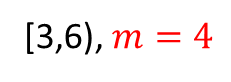 [3,6), m = 4